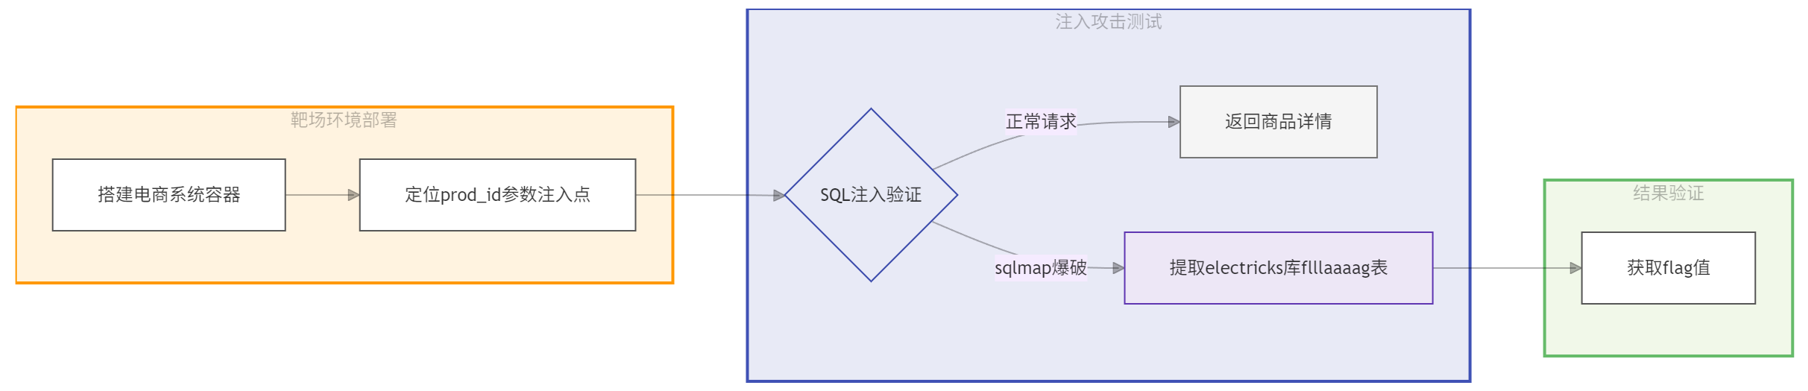 靶场环境部署
搭建电商系统容器
定位prod_id参数注入点
注入攻击测试
SQL注入验证
正常请求
返回商品详情
sqlmap爆破
提取electricks库flllaaaag表
结果验证
获取flag值